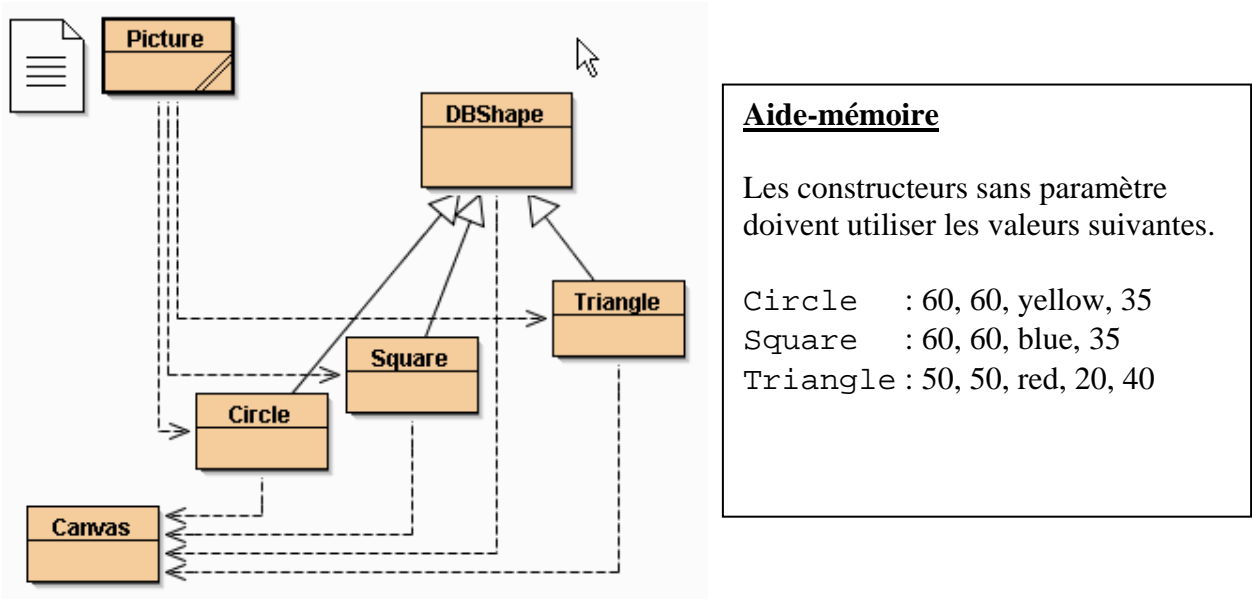 Picture
DBShape
Triangle
Square
Circle
Canvas
Aide-mémoire
Les constructeurs sans paramètre
doivent utiliser les valeurs suivantes.
Circle : 60, 60, yellow, 35
Square : 60, 60, blue, 35
Triangle : 50, 50, red, 20, 40